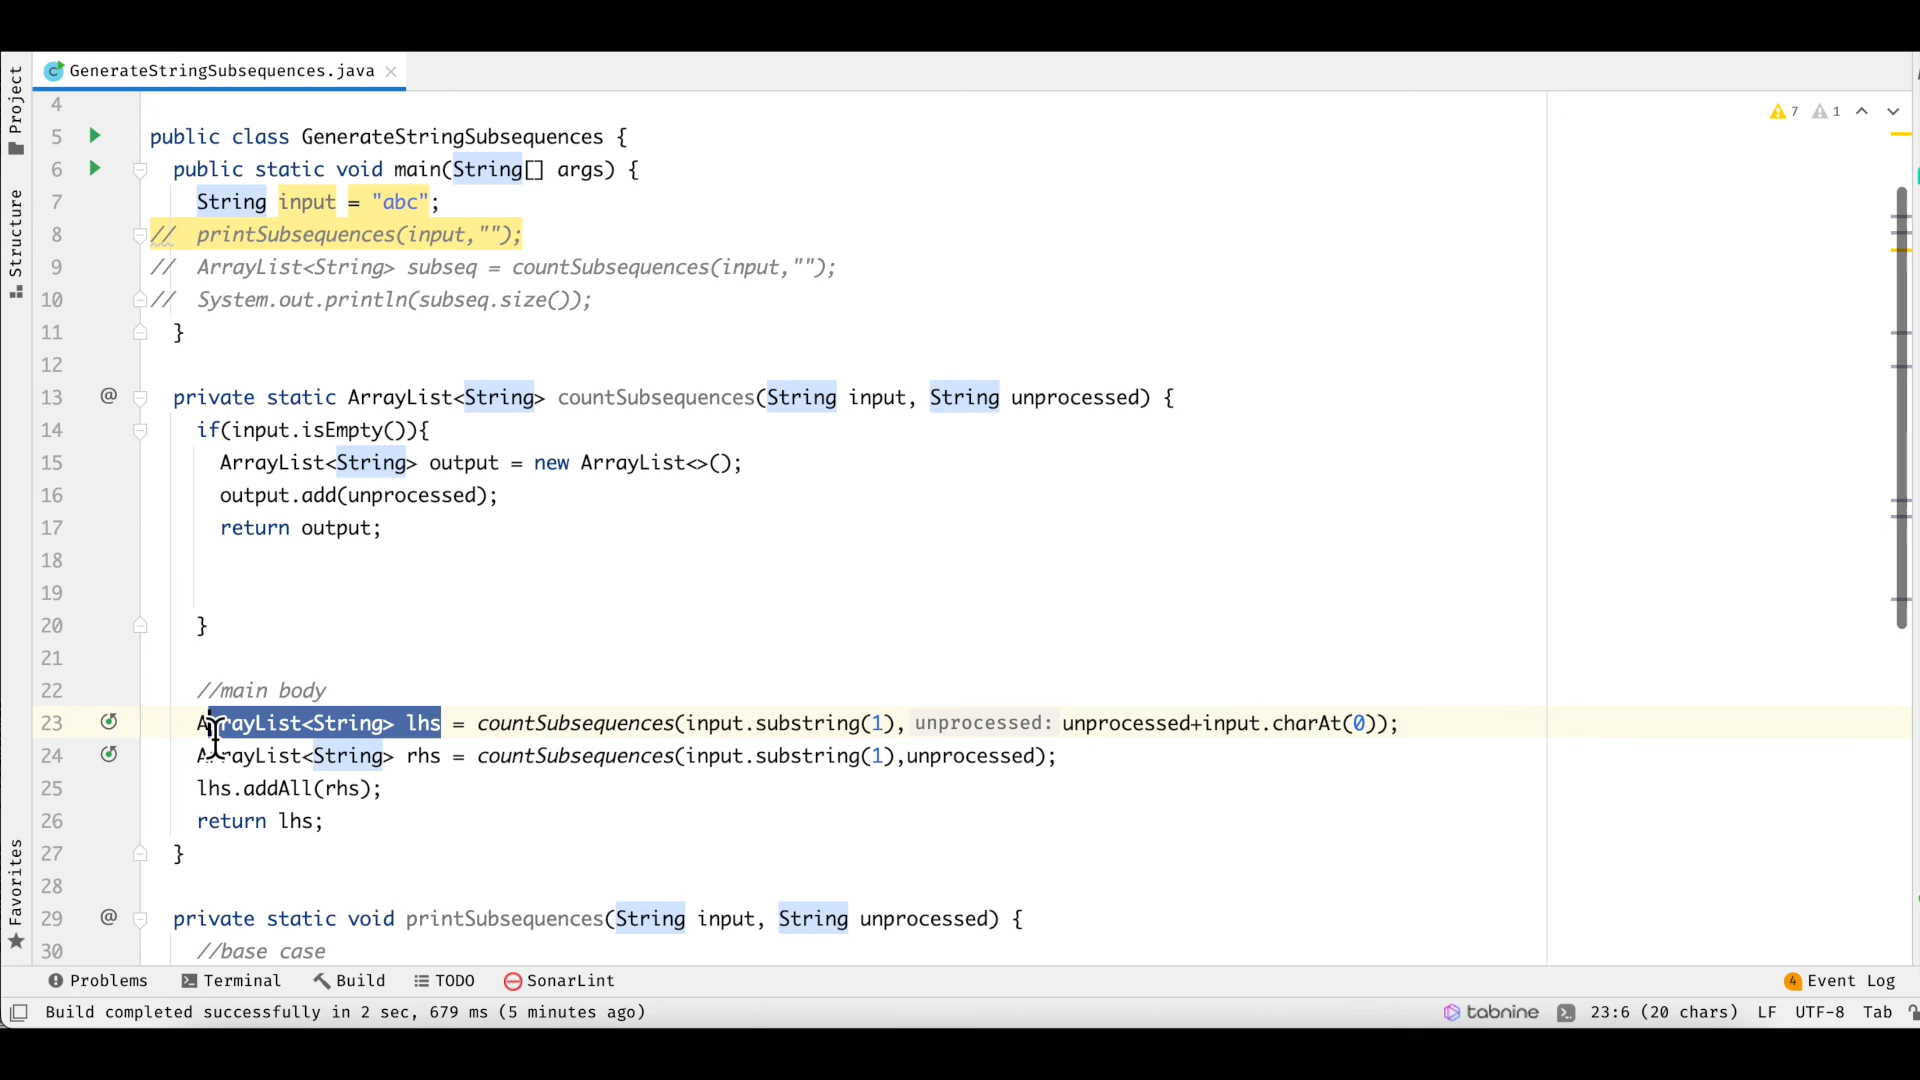 GenerateStringSubsequences.java
7 1
Project
Structure
Favorites
4
5 public class GenerateStringSubsequences {
6 public static void main(String[] args) {
7 String input = "abc";
8 // printSubsequences(input,"");
9 // ArrayList<String> subseq = countSubsequences(input,"");
10 // System.out.println(subseq.size());
11 }
12
13 @ private static ArrayList<String> countSubsequences(String input, String unprocessed) {
14 if(input.isEmpty()){
15 ArrayList<String> output = new ArrayList<>();
16 output.add(unprocessed);
17 return output;
18
19
20 }
21
22 //main body
23 ArrayList<String> lhs = countSubsequences(input.substring(1), unprocessed: unprocessed+input.charAt(0));
24 ArrayList<String> rhs = countSubsequences(input.substring(1),unprocessed);
25 lhs.addAll(rhs);
26 return lhs;
27 }
28
29 @ private static void printSubsequences(String input, String unprocessed) {
30 //base case
Problems Terminal Build TODO SonarLint 4 Event Log
Build completed successfully in 2 sec, 679 ms (5 minutes ago) tabnine 23:6 (20 chars) LF UTF-8 Tab